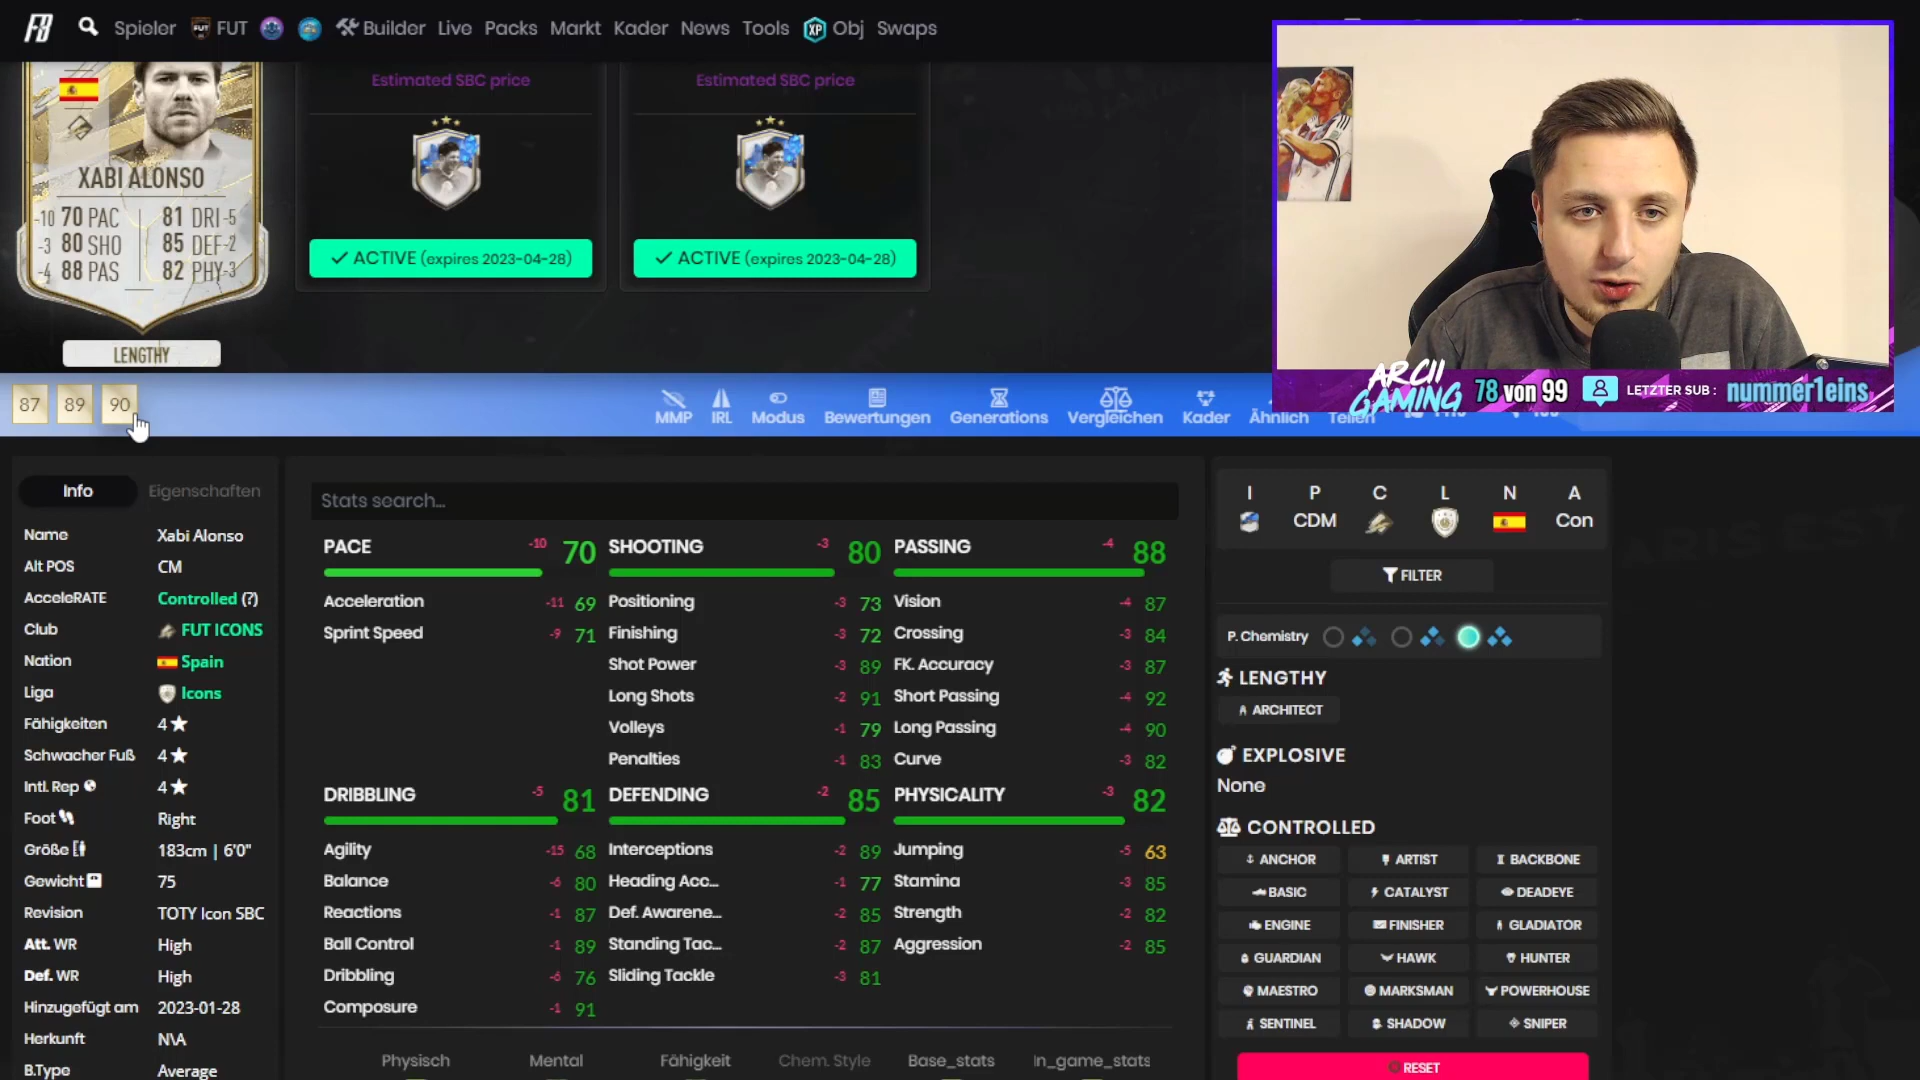 FB Spieler FUT Builder Live Packs Markt Kader News Tools XP Obj Swaps
Estimated SBC price Estimated SBC price
XABI ALONSO
-10 70 PAC 81 DRI -5
-3 80 SHO 85 DEF -2
-4 88 PAS 82 PHY -3
ACTIVE (expires 2023-04-28) ACTIVE (expires 2023-04-28)
LENGTHY
87 89 90
MMP IRL Modus Bewertungen Generations Vergleichen Kader Ähnlich Teilen
ARCII
GAMING 78 von 99 LETZTER SUB : nummer1eins
Info Eigenschaften
Name Xabi Alonso
Alt POS CM
AcceleRATE Controlled (?)
Club FUT ICONS
Nation Spain
Liga Icons
Fähigkeiten 4
Schwacher Fuß 4
Intl. Rep 4
Foot Right
Größe 183cm | 6'0"
Gewicht 75
Revision TOTY Icon SBC
Att. WR High
Def. WR High
Hinzugefügt am 2023-01-28
Herkunft N\A
B.Type Average
Stats search...
PACE -10 70 SHOOTING -3 80 PASSING -4 88
Acceleration -11 69 Positioning -3 73 Vision -4 87
Sprint Speed -9 71 Finishing -3 72 Crossing -3 84
Shot Power -3 89 FK. Accuracy -3 87
Long Shots -2 91 Short Passing -4 92
Volleys -1 79 Long Passing -4 90
Penalties -1 83 Curve -3 82
DRIBBLING -5 81 DEFENDING -2 85 PHYSICALITY -3 82
Agility -15 68 Interceptions -2 89 Jumping -5 63
Balance -6 80 Heading Acc... -1 77 Stamina -3 85
Reactions -1 87 Def. Awarene... -2 85 Strength -2 82
Ball Control -1 89 Standing Tac... -2 87 Aggression -2 85
Dribbling -6 76 Sliding Tackle -3 81
Composure -1 91
Physisch Mental Fähigkeit Chem. Style Base_stats In_game_stats
I P C L N A
CDM Con
FILTER
P. Chemistry
LENGTHY
ARCHITECT
EXPLOSIVE
None
CONTROLLED
ANCHOR ARTIST BACKBONE
BASIC CATALYST DEADEYE
ENGINE FINISHER GLADIATOR
GUARDIAN HAWK HUNTER
MAESTRO MARKSMAN POWERHOUSE
SENTINEL SHADOW SNIPER
RESET